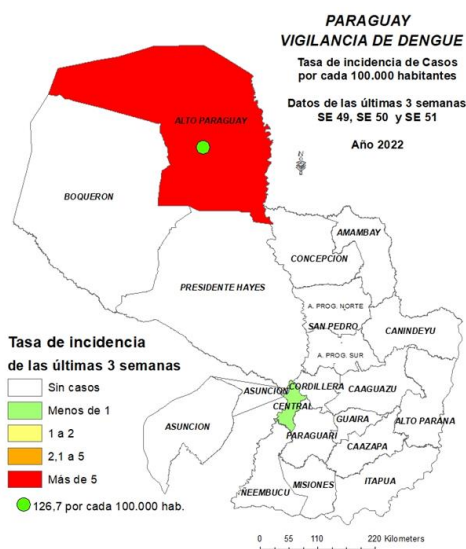 PARAGUAY
VIGILANCIA DE DENGUE
Tasa de incidencia de Casos
por cada 100.000 habitantes
Datos de las últimas 3 semanas
SE 49, SE 50 y SE 51
Año 2022
ALTO PARAGUAY
BOQUERON
AMAMBAY
CONCEPCIÓN
PRESIDENTE HAYES
A. PROG. NORTE
SAN PEDRO
CANINDEYU
A. PROG. SUR
ASUNCION
CORDILLERA
CAAGUAZU
CENTRAL
ASUNCION
GUAIRA
ALTO PARANA
PARAGUARI
CAAZAPA
ÑEEMBUCU
MISIONES
ITAPUA
Tasa de incidencia
de las últimas 3 semanas
Sin casos
Menos de 1
1 a 2
2,1 a 5
Más de 5
126,7 por cada 100.000 hab.
0 55 110 220 Kilometers